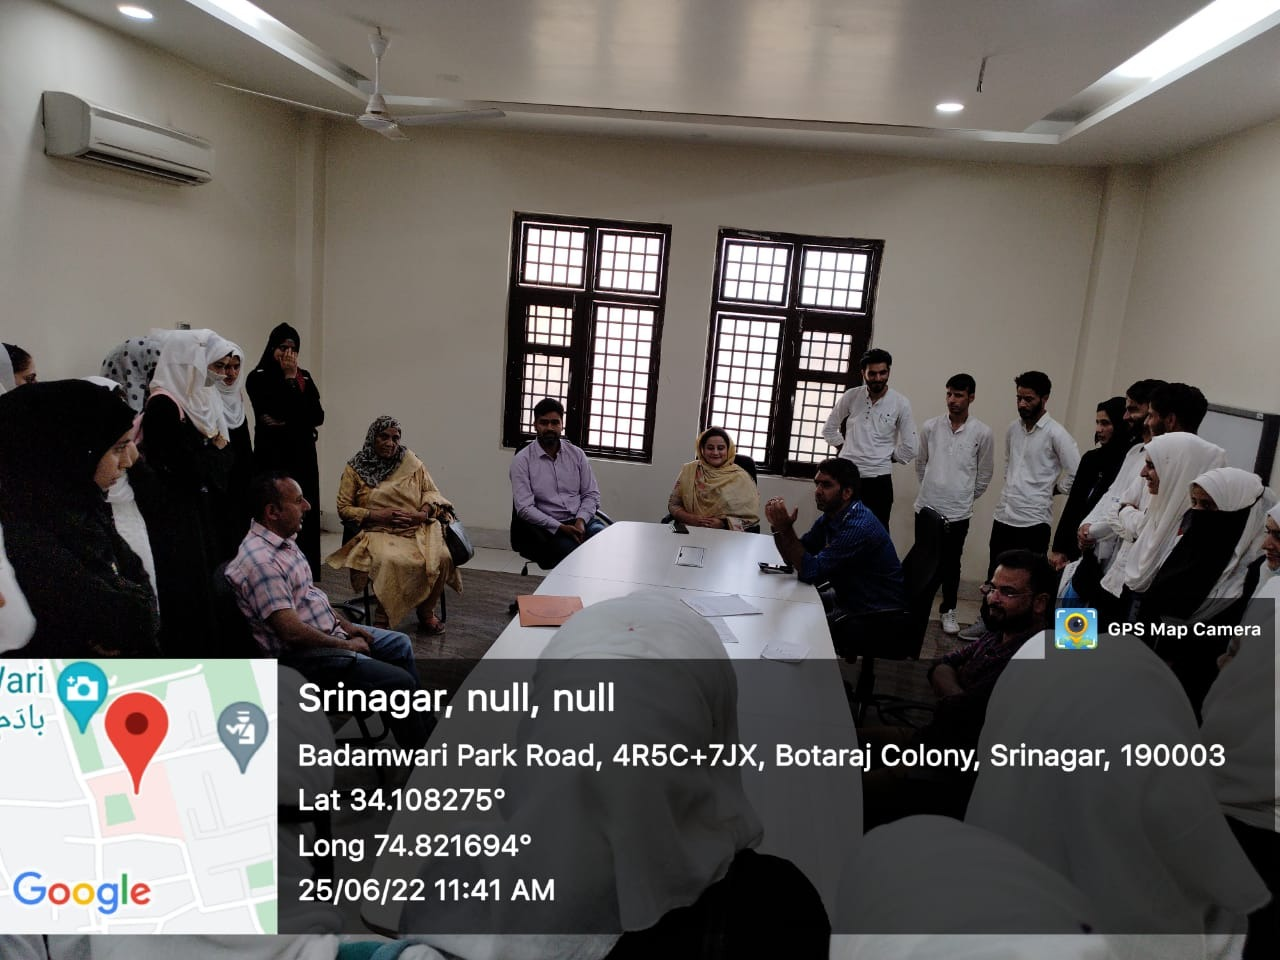 GPS Map Camera
Vari
بادَم
Google
Srinagar, null, null
Badamwari Park Road, 4R5C+7JX, Botaraj Colony, Srinagar, 190003
Lat 34.108275°
Long 74.821694°
25/06/22 11:41 AM